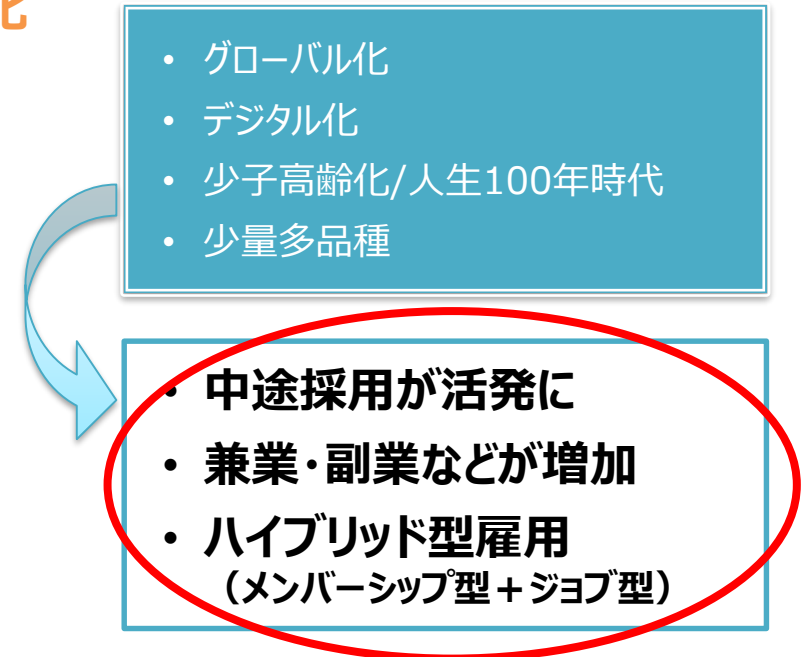 化
• グローバル化
• デジタル化
• 少子高齢化/人生100年時代
• 少量多品種
• 中途採用が活発に
• 兼業・副業などが増加
• ハイブリッド型雇用
（メンバーシップ型＋ジョブ型）